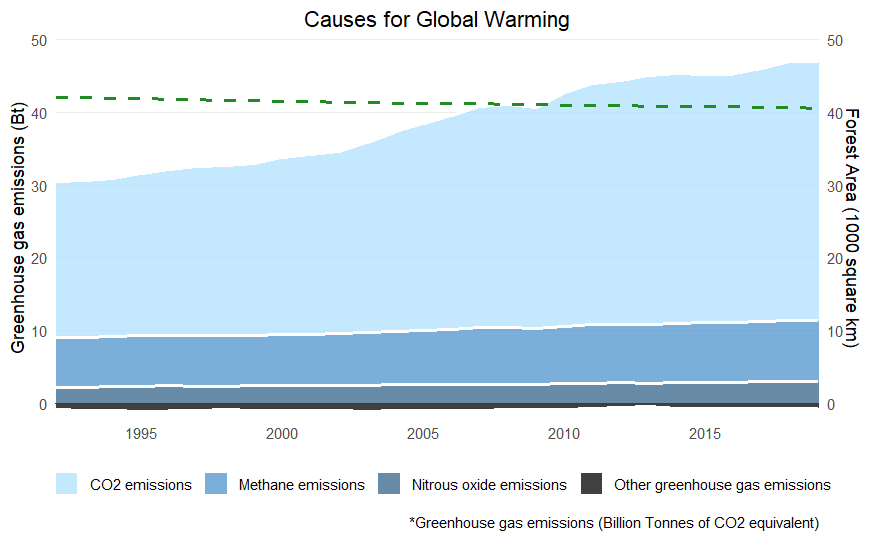 Causes for Global Warming
Greenhouse gas emissions (Bt)
50
40
30
20
10
0
50
40
30
20
10
0
Forest Area (1000 square km)
1995 2000 2005 2010 2015
CO2 emissions Methane emissions Nitrous oxide emissions Other greenhouse gas emissions
*Greenhouse gas emissions (Billion Tonnes of CO2 equivalent)